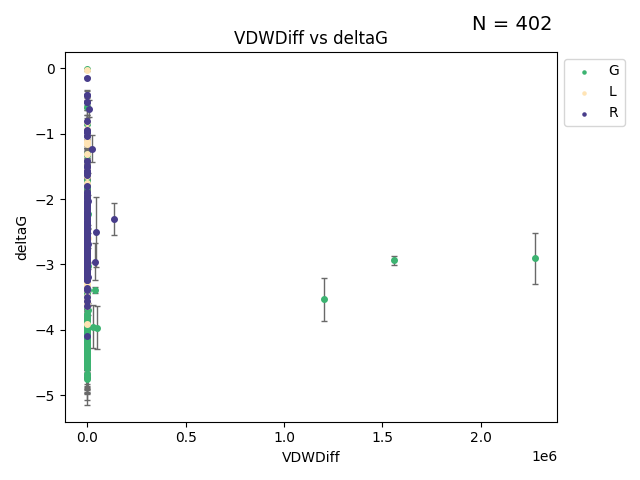 N = 402
VDWDiff vs deltaG
G
L
R
0
−1
−2
−3
−4
−5
deltaG
0.0
0.5
1.0
1.5
2.0
1e6
VDWDiff